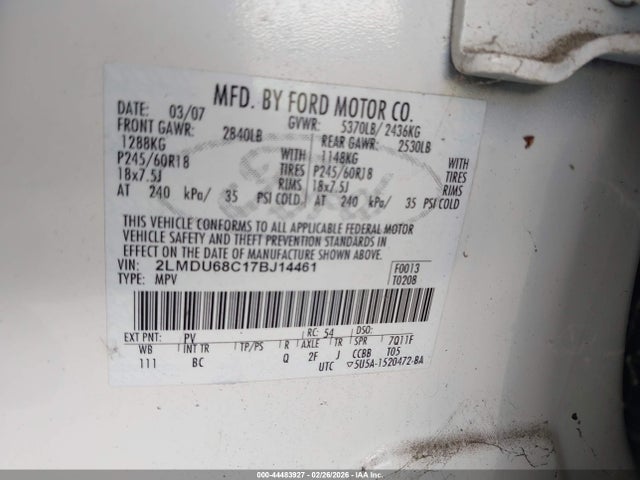 MFD. BY FORD MOTOR CO.
DATE: 03/07 GVWR: 5370LB/ 2436KG
FRONT GAWR: 2840LB REAR GAWR: 2530LB
1288KG WITH 1148KG WITH
P245/60R18 TIRES P245/60R18 TIRES
18x7.5J RIMS 18x7.5J RIMS
AT 240 kPa/ 35 PSI COLD AT 240 kPa/ 35 PSI COLD
THIS VEHICLE CONFORMS TO ALL APPLICABLE FEDERAL MOTOR
VEHICLE SAFETY AND THEFT PREVENTION STANDARDS IN
EFFECT ON THE DATE OF MANUFACTURE SHOWN ABOVE.
VIN: 2LMDU68C17BJ14461 F0013
TYPE: MPV T0208
EXT PNT: PV RC: 54 DSO:
WB INT TR TP/PS R AXLE TR SPR 7Q11F
111 BC Q 2F J CCBB T05
UTC ▽5U5A-1520472-BA
000-44483927 - 02/26/2026 - IAAI Copyright